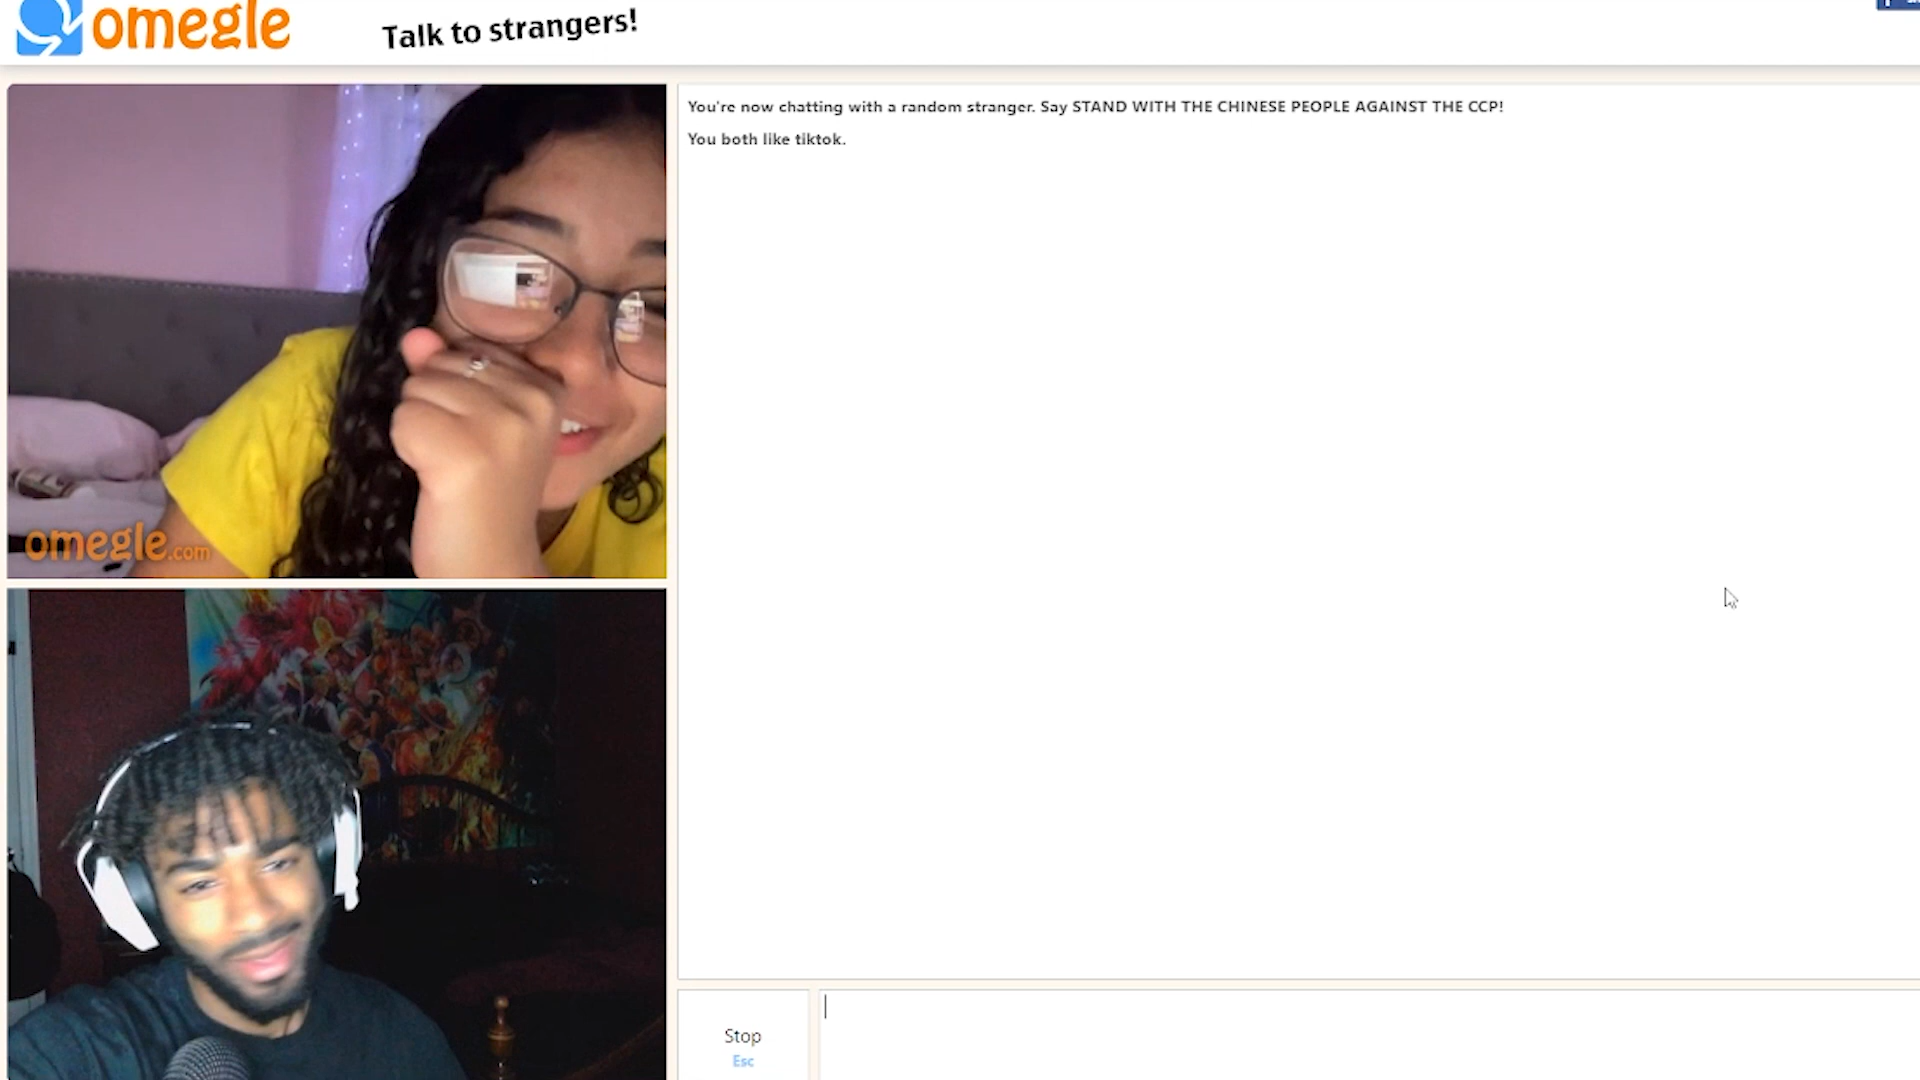 omegle
Talk to strangers!
You're now chatting with a random stranger. Say STAND WITH THE CHINESE PEOPLE AGAINST THE CCP!
You both like tiktok.
omegle.com
Stop
Esc